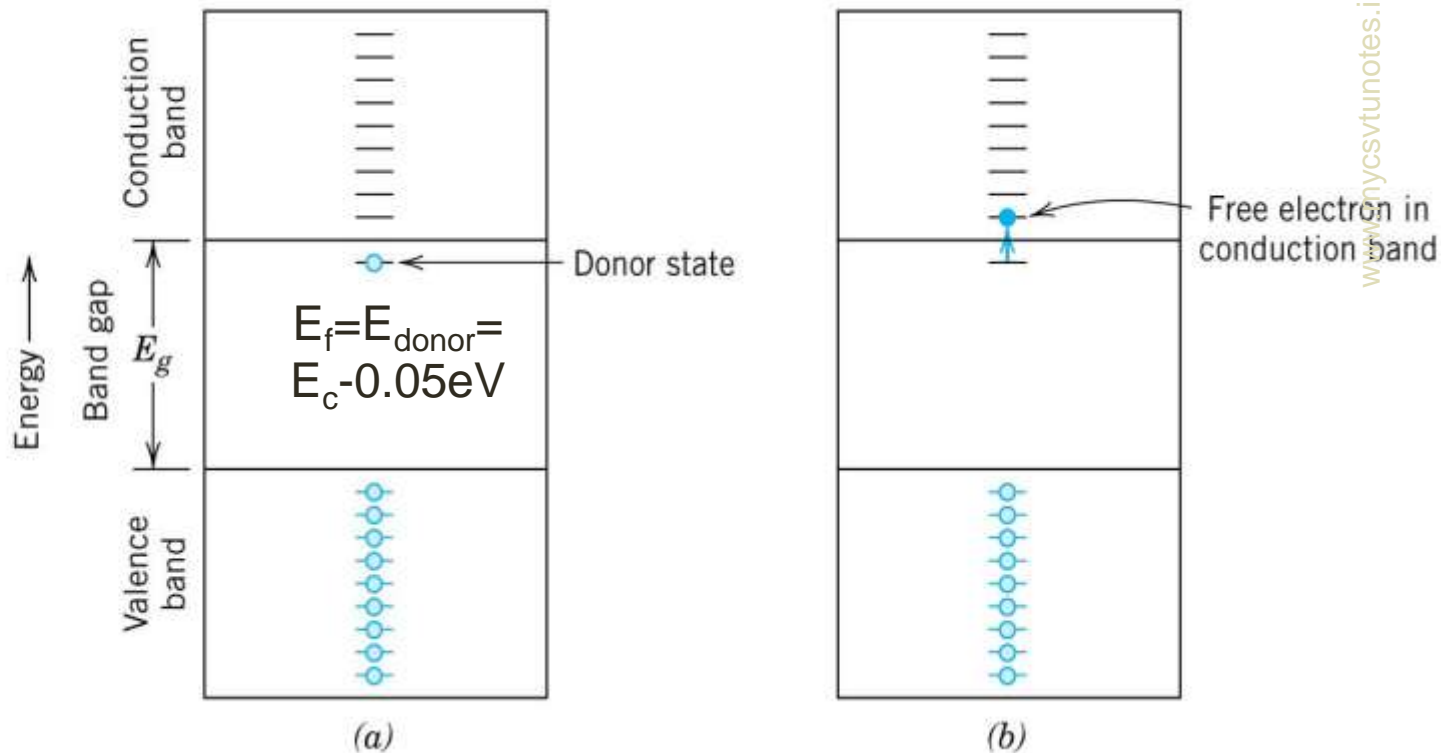 Conduction
band
Energy
Band gap
E_g
Valence
band
Donor state
E_f=E_donor=
E_c-0.05eV
(a)
Free electron in
conduction band
(b)
www.mycsvtunotes.i